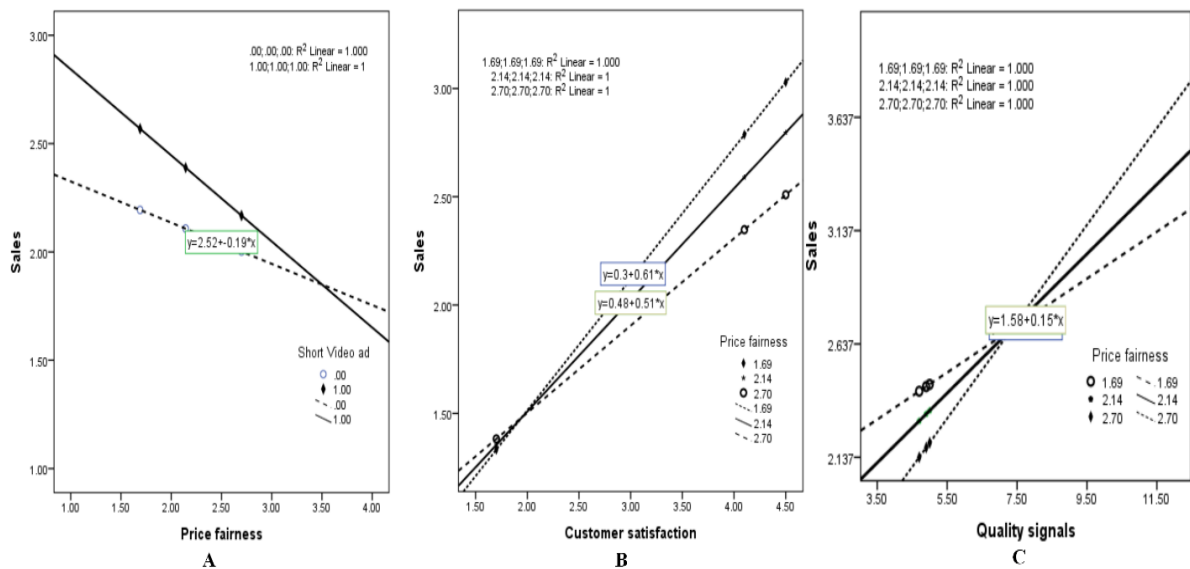 .00;.00;.00: R² Linear = 1.000
1.00;1.00;1.00: R² Linear = 1
3.00
2.50
2.00
1.50
1.00
Sales
y=2.52+-0.19*x
Short Video ad
.00
1.00
.00
1.00
1.00 1.50 2.00 2.50 3.00 3.50 4.00
Price fairness
A
1.69;1.69;1.69: R² Linear = 1.000
2.14;2.14;2.14: R² Linear = 1
2.70;2.70;2.70: R² Linear = 1
3.00
2.50
2.00
1.50
Sales
y=0.3+0.61*x
y=0.48+0.51*x
Price fairness
1.69
2.14
2.70
1.69
2.14
2.70
1.50 2.00 2.50 3.00 3.50 4.00 4.50
Customer satisfaction
B
1.69;1.69;1.69: R² Linear = 1.000
2.14;2.14;2.14: R² Linear = 1.000
2.70;2.70;2.70: R² Linear = 1.000
3.637
3.137
2.637
2.137
Sales
y=1.58+0.15*x
Price fairness
1.69 1.69
2.14 2.14
2.70 2.70
3.50 5.50 7.50 9.50 11.50
Quality signals
C